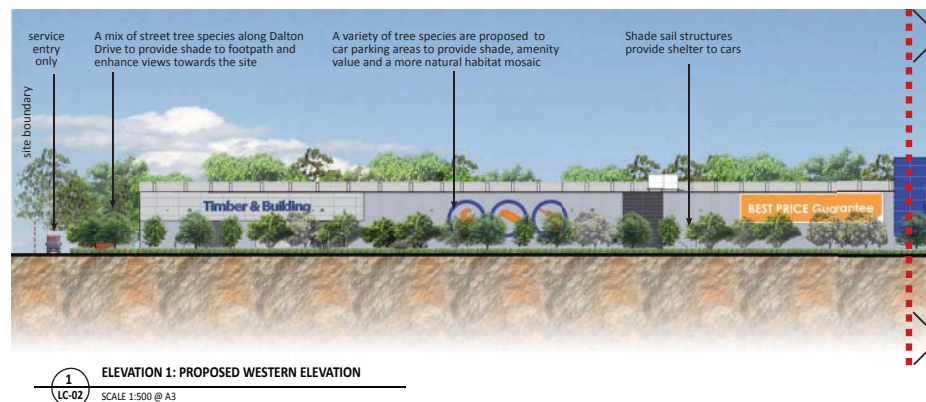 service
entry
only
A mix of street tree species along Dalton
Drive to provide shade to footpath and
enhance views towards the site
A variety of tree species are proposed to
car parking areas to provide shade, amenity
value and a more natural habitat mosaic
Shade sail structures
provide shelter to cars
site boundary
Timber & Building
BEST PRICE Guarantee
1
LC-02
ELEVATION 1: PROPOSED WESTERN ELEVATION
SCALE 1:500 @ A3